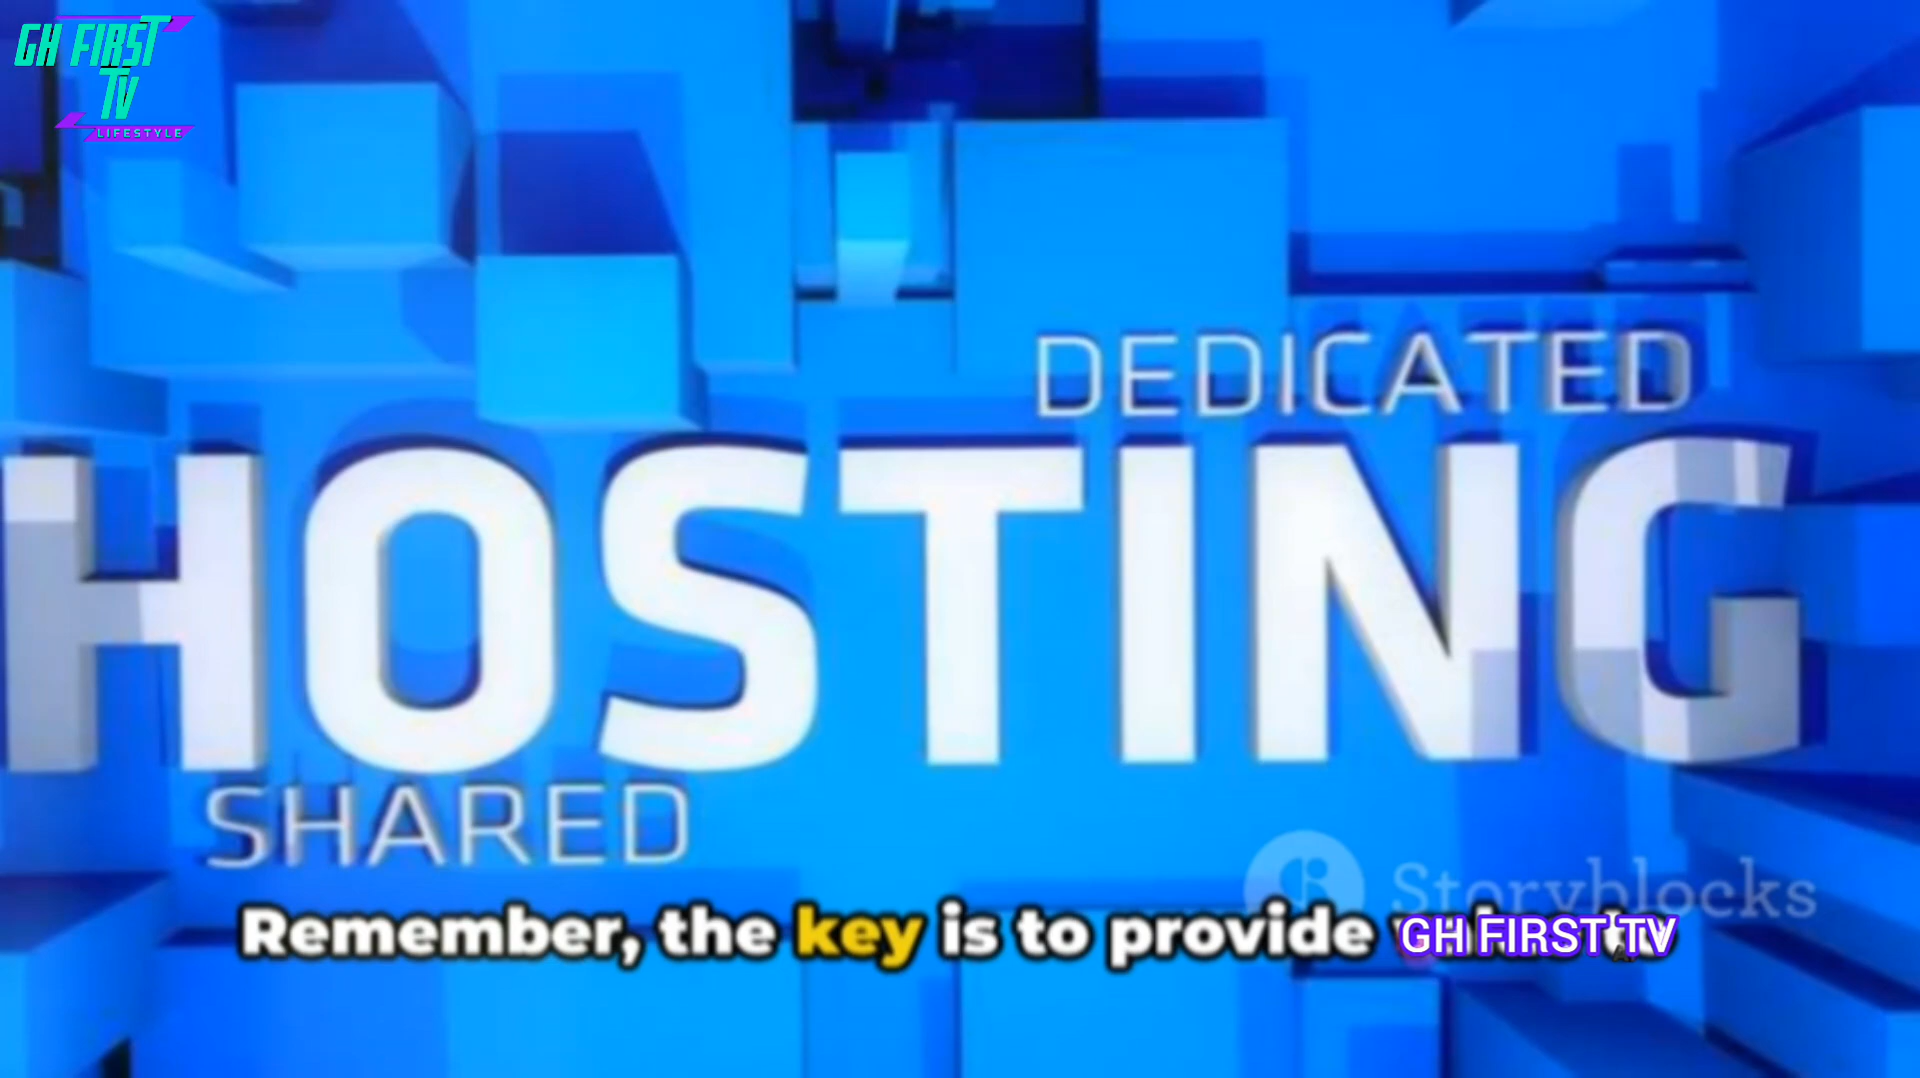 GH FIRST
TV
LIFESTYLE
DEDICATED
HOSTING
SHARED
Storyblocks
Remember, the key is to provide
GH FIRST TV